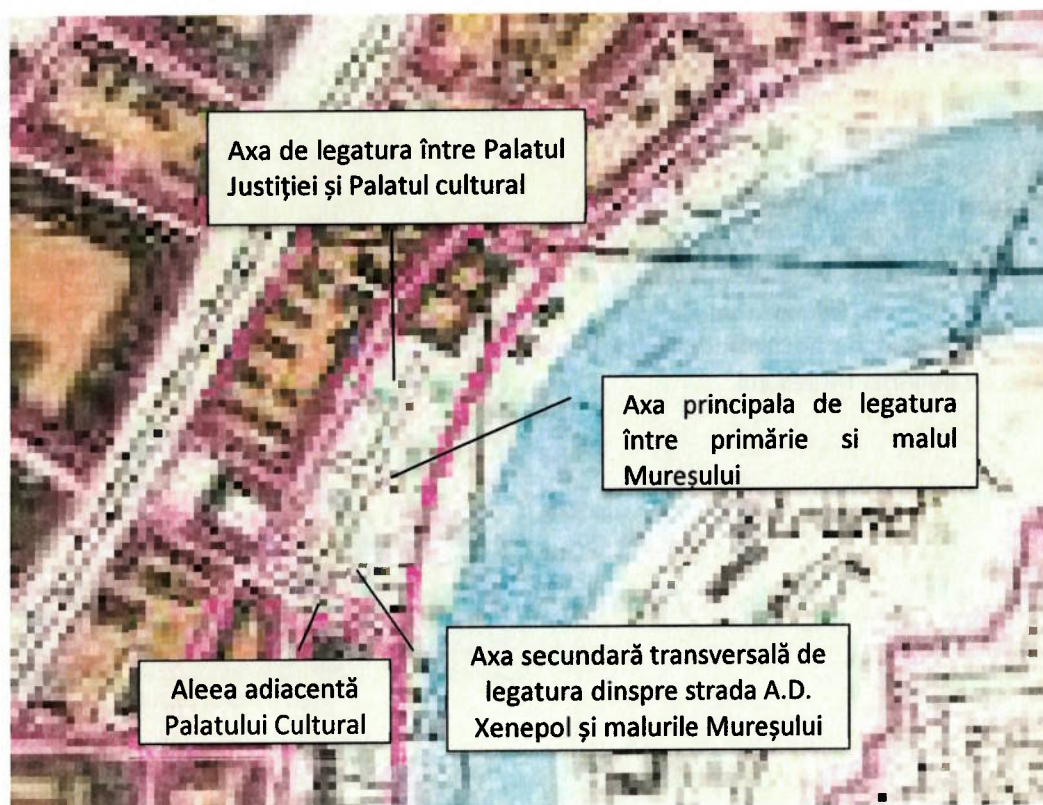 Axa de legatura între Palatul
Justiției și Palatul cultural
Axa principala de legatura
între primărie si malul
Mureșului
Axa secundară transversală de
legatura dinspre strada A.D.
Xenepol și malurile Mureșului
Aleea adiacentă
Palatului Cultural